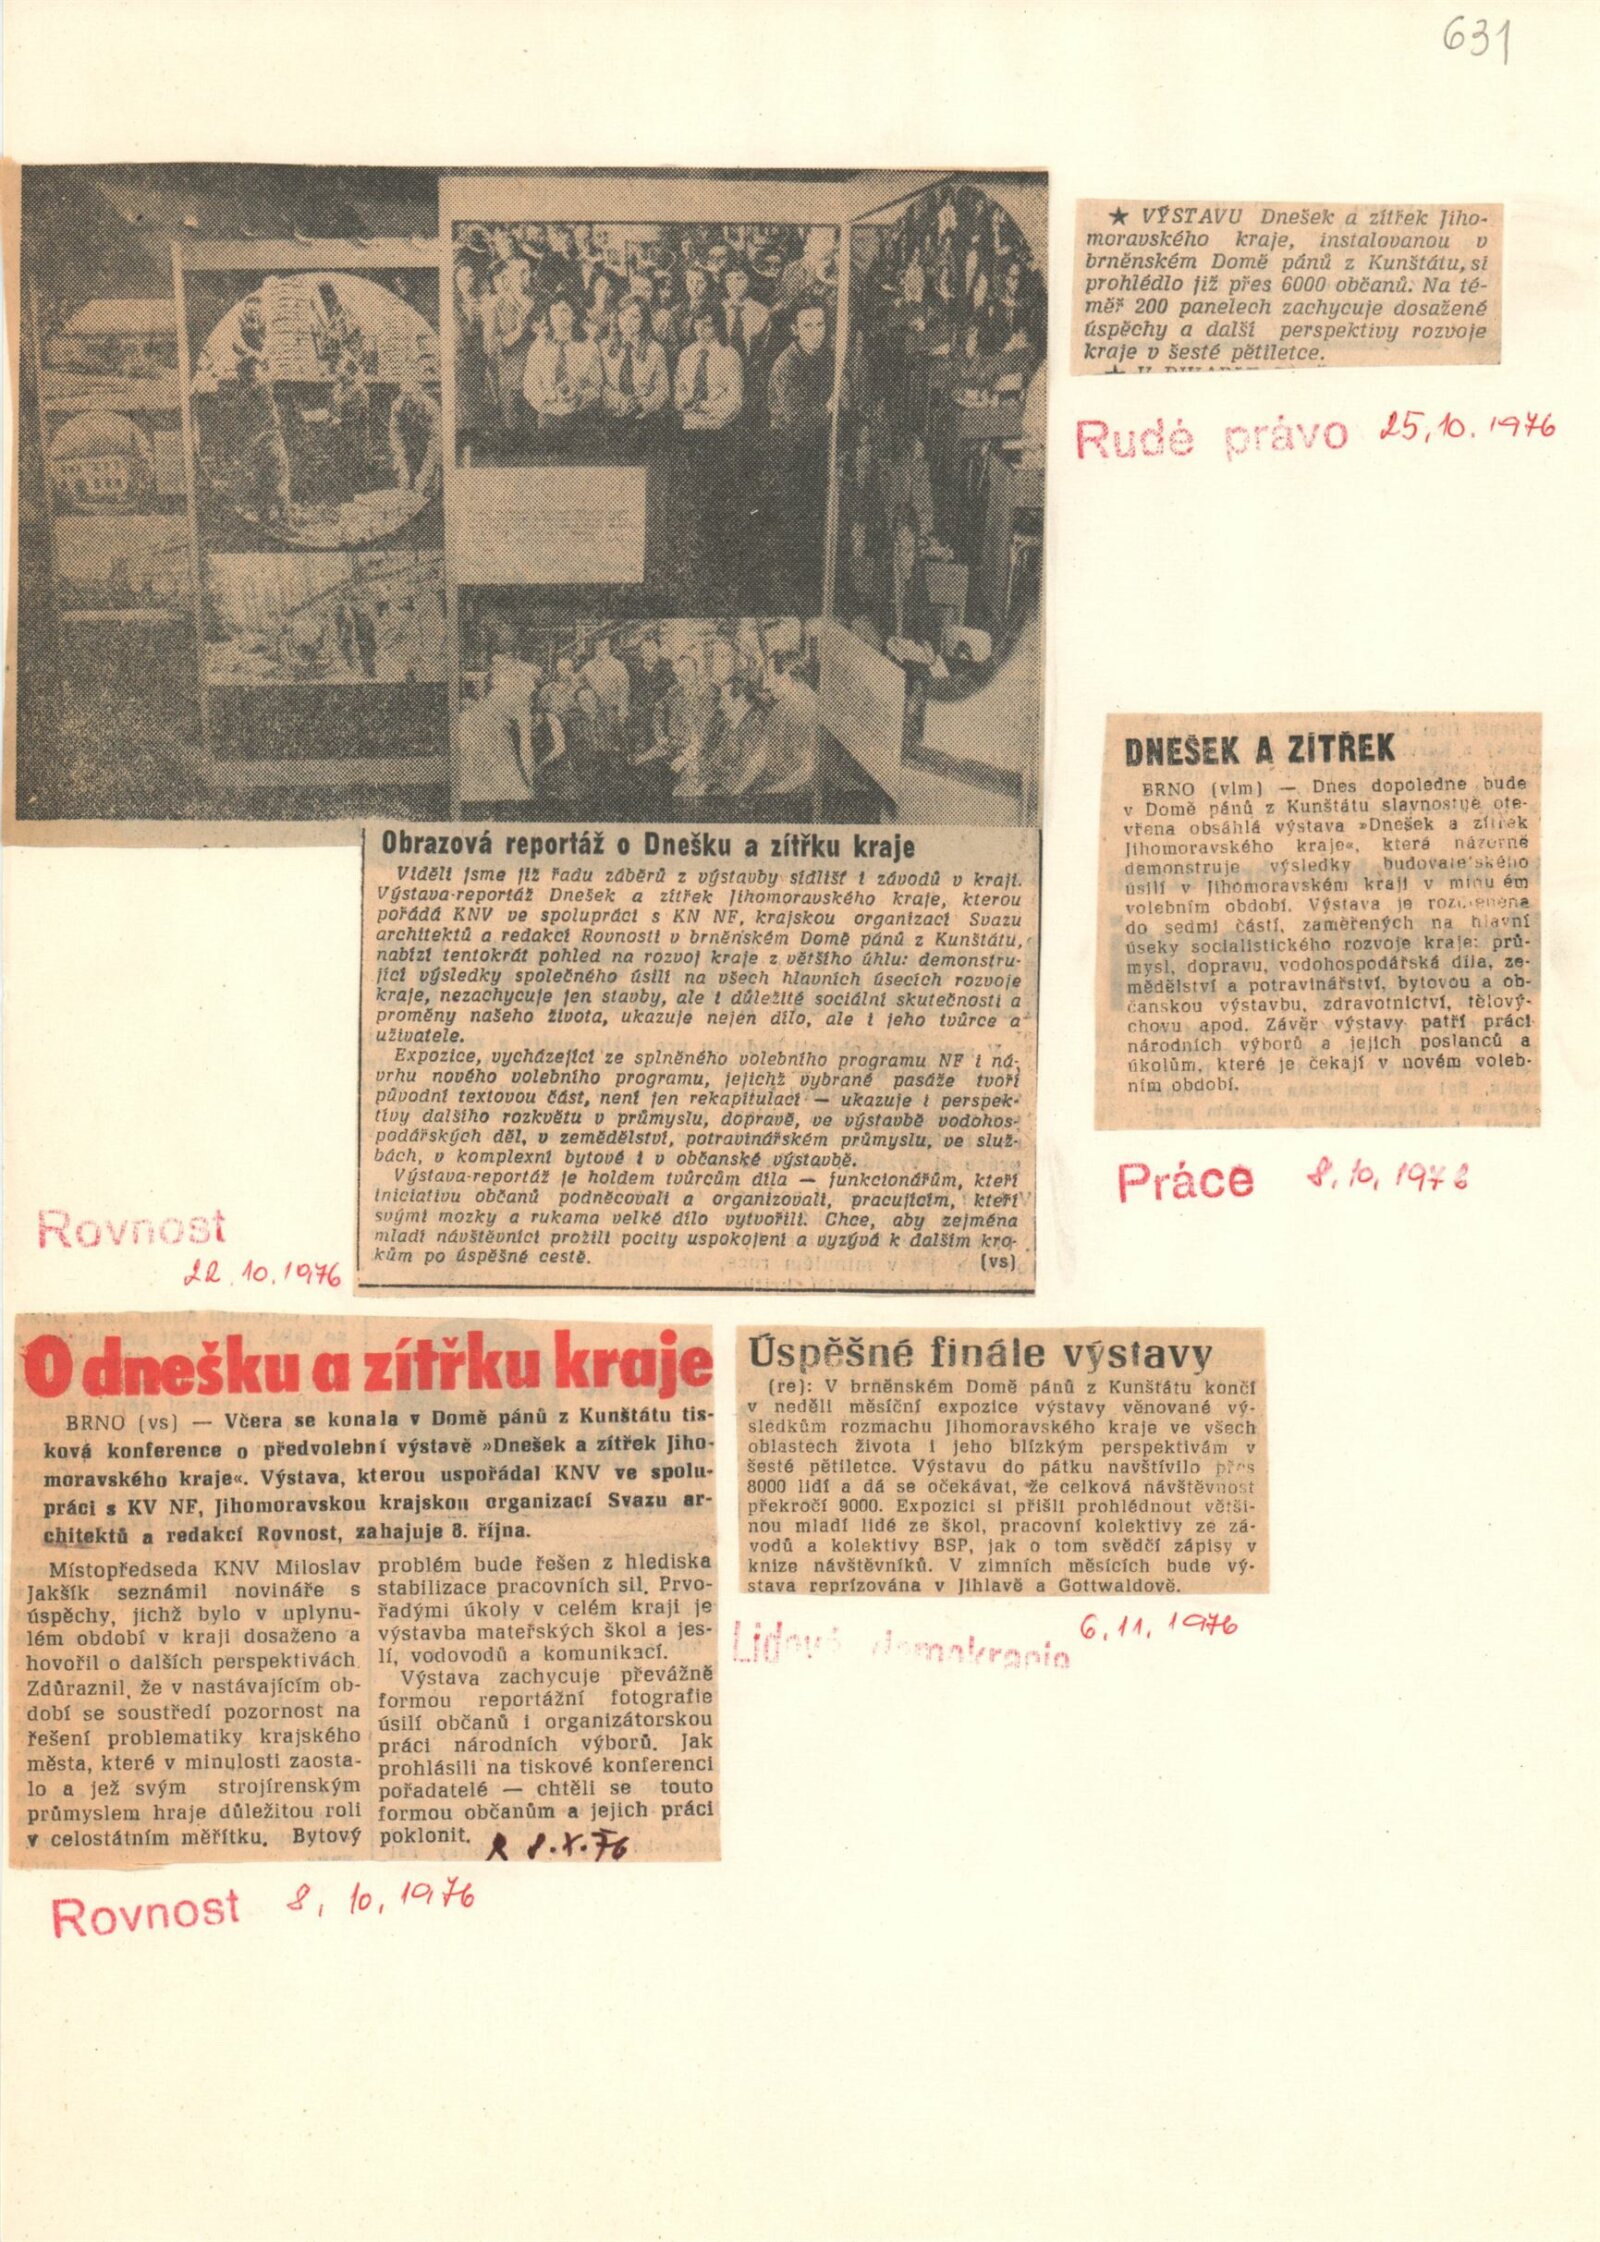 631
★ VÝSTAVU Dnešek a zítřek Jiho-
moravského kraje, instalovanou v
brněnském Domě pánů z Kunštátu, si
prohlédlo již přes 6000 občanů. Na té-
měř 200 panelech zachycuje dosažené
úspěchy a další perspektivy rozvoje
kraje v šesté pětiletce.
Rudé právo 25.10.1976
DNEŠEK A ZÍTŘEK
BRNO (vlm) — Dnes dopoledne bude
v Domě pánů z Kunštátu slavnostně ote-
vřena obsáhlá výstava »Dnešek a zítřek
Jihomoravského kraje«, která názorně
demonstruje výsledky budovatelského
úsilí v Jihomoravském kraji v minulém
volebním období. Výstava je rozdělena
do sedmi částí, zaměřených na hlavní
úseky socialistického rozvoje kraje: prů-
mysl, dopravu, vodohospodářská díla, ze-
mědělství a potravinářství, bytovou a ob-
čanskou výstavbu, zdravotnictví, tělový-
chovu apod. Závěr výstavy patří práci
národních výborů a jejich poslanců a
úkolům, které je čekají v novém voleb-
ním období.
Práce 8.10.1976
Obrazová reportáž o Dnešku a zítřku kraje
Viděli jsme již řadu záběrů z výstavby sídlišť i závodů v kraji.
Výstava-reportáž Dnešek a zítřek Jihomoravského kraje, kterou
pořádá KNV ve spolupráci s KN NF, krajskou organizací Svazu
architektů a redakcí Rovnosti v brněnském Domě pánů z Kunštátu,
nabízí tentokrát pohled na rozvoj kraje z většího úhlu: demonstru-
jící výsledky společného úsilí na všech hlavních úsecích rozvoje
kraje, nezachycuje jen stavby, ale i důležité sociální skutečnosti a
proměny našeho života, ukazuje nejen dílo, ale i jeho tvůrce a
uživatele.
Expozice, vycházející ze splněného volebního programu NF i ná-
vrhu nového volebního programu, jejichž vybrané pasáže tvoří
původní textovou část, není jen rekapitulací — ukazuje i perspek-
tivy dalšího rozkvětu v průmyslu, dopravě, ve výstavbě vodohos-
podářských děl, v zemědělství, potravinářském průmyslu, ve služ-
bách, v komplexní bytové i v občanské výstavbě.
Výstava-reportáž je holdem tvůrcům díla — funkcionářům, kteří
iniciativu občanů podněcovali a organizovali, pracujícím, kteří
svými mozky a rukama velké dílo vytvořili. Chce, aby zejména
mladí návštěvníci prožili pocity uspokojení a vyzývá k dalším kro-
kům po úspěšné cestě. (vs)
Rovnost
22.10.1976
O dnešku a zítřku kraje
BRNO (vs) — Včera se konala v Domě pánů z Kunštátu tis-
ková konference o předvolební výstavě »Dnešek a zítřek Jiho-
moravského kraje«. Výstava, kterou uspořádal KNV ve spolu-
práci s KV NF, Jihomoravskou krajskou organizací Svazu ar-
chitektů a redakcí Rovnost, zahajuje 8. října.
Místopředseda KNV Miloslav
Jakšík seznámil novináře s
úspěchy, jichž bylo v uplynu-
lém období v kraji dosaženo a
hovořil o dalších perspektivách.
Zdůraznil, že v nastávajícím ob-
dobí se soustředí pozornost na
řešení problematiky krajského
města, které v minulosti zaosta-
lo a jež svým strojírenským
průmyslem hraje důležitou roli
v celostátním měřítku. Bytový
problém bude řešen z hlediska
stabilizace pracovních sil. Prvo-
řadými úkoly v celém kraji je
výstavba mateřských škol a jes-
lí, vodovodů a komunikací.
Výstava zachycuje převážně
formou reportážní fotografie
úsilí občanů i organizátorskou
práci národních výborů. Jak
prohlásili na tiskové konferenci
pořadatelé — chtěli se touto
formou občanům a jejich práci
poklonit.
R 8.X.76
Rovnost 8.10.1976
Úspěšné finále výstavy
(re): V brněnském Domě pánů z Kunštátu končí
v neděli měsíční expozice výstavy věnované vý-
sledkům rozmachu Jihomoravského kraje ve všech
oblastech života i jeho blízkým perspektivám v
šesté pětiletce. Výstavu do pátku navštívilo přes
8000 lidí a dá se očekávat, že celková návštěvnost
překročí 9000. Expozici si přišli prohlédnout větši-
nou mladí lidé ze škol, pracovní kolektivy ze zá-
vodů a kolektivy BSP, jak o tom svědčí zápisy v
knize návštěvníků. V zimních měsících bude vý-
stava reprízována v Jihlavě a Gottwaldově.
Lidová demokracie 6.11.1976